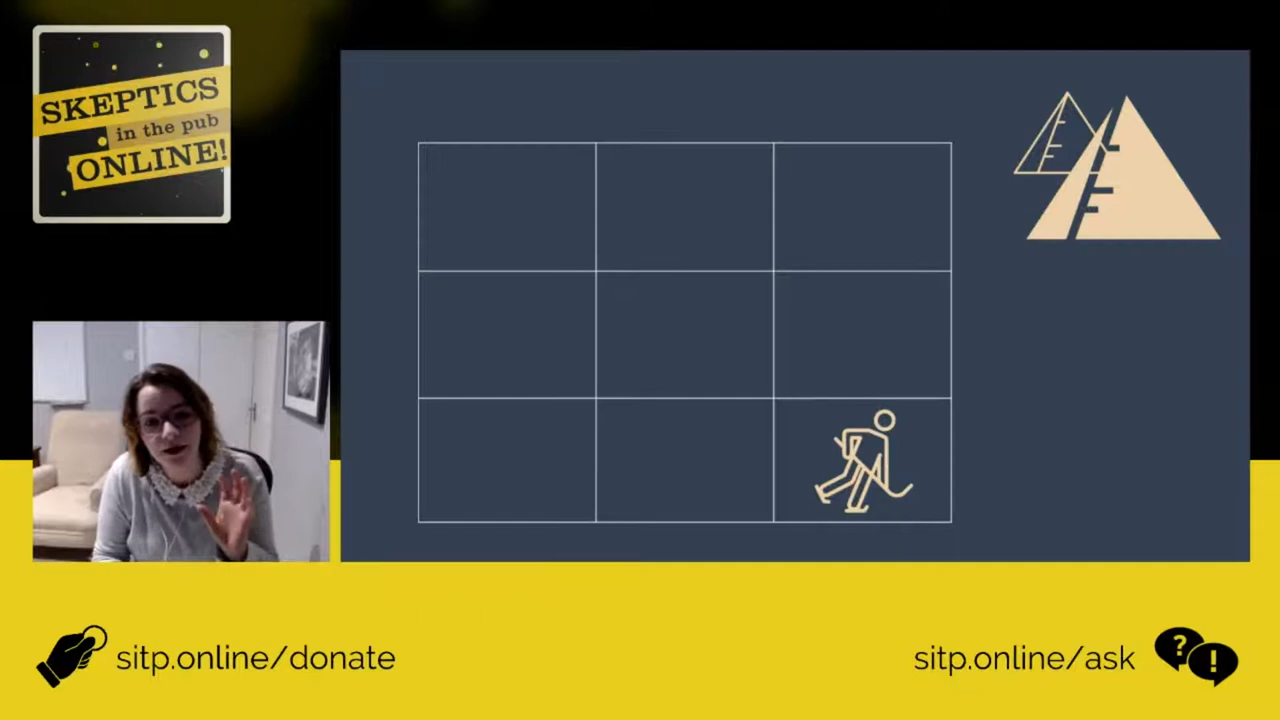 SKEPTICS
in the pub
ONLINE!
sitp.online/donate
sitp.online/ask
?
!